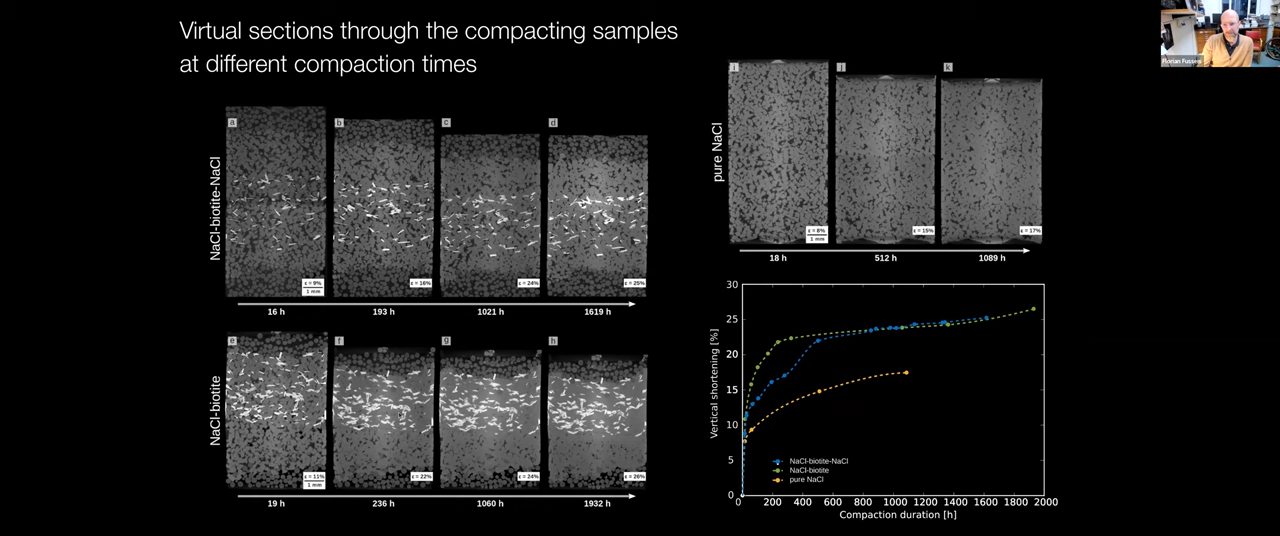 Virtual sections through the compacting samples
at different compaction times
Florian Fusseis
NaCl-biotite-NaCl
a
b
c
d
ε = 9%
1 mm
ε = 16%
ε = 24%
ε = 25%
16 h
193 h
1021 h
1619 h
NaCl-biotite
e
f
g
h
ε = 11%
1 mm
ε = 22%
ε = 24%
ε = 26%
19 h
236 h
1060 h
1932 h
pure NaCl
i
j
k
ε = 8%
1 mm
ε = 15%
ε = 17%
18 h
512 h
1089 h
Vertical shortening [%]
30
25
20
15
10
5
0
NaCl-biotite-NaCl
NaCl-biotite
pure NaCl
0 200 400 600 800 1000 1200 1400 1600 1800 2000
Compaction duration [h]